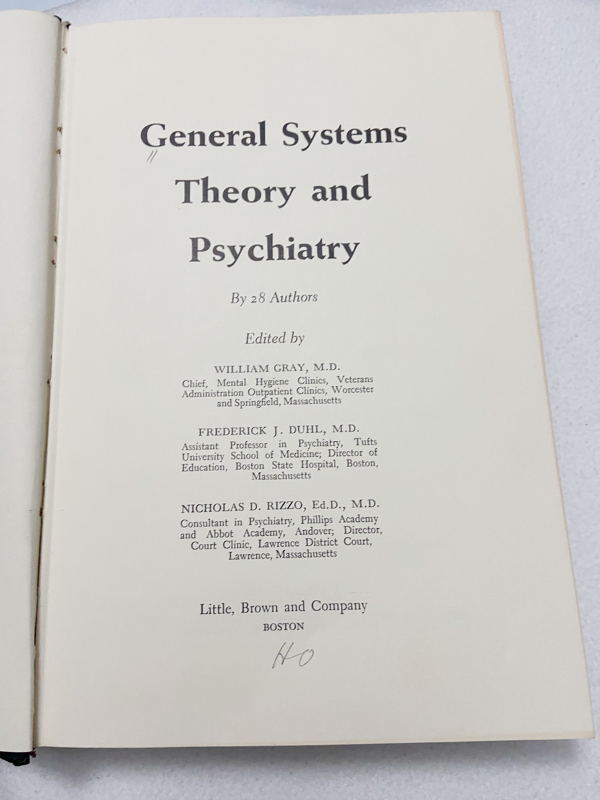 General Systems
Theory and
Psychiatry
By 28 Authors
Edited by
WILLIAM GRAY, M.D.
Chief, Mental Hygiene Clinics, Veterans
Administration Outpatient Clinics, Worcester
and Springfield, Massachusetts
FREDERICK J. DUHL, M.D.
Assistant Professor in Psychiatry, Tufts
University School of Medicine; Director of
Education, Boston State Hospital, Boston,
Massachusetts
NICHOLAS D. RIZZO, Ed.D., M.D.
Consultant in Psychiatry, Phillips Academy
and Abbot Academy, Andover; Director,
Court Clinic, Lawrence District Court,
Lawrence, Massachusetts
Little, Brown and Company
BOSTON